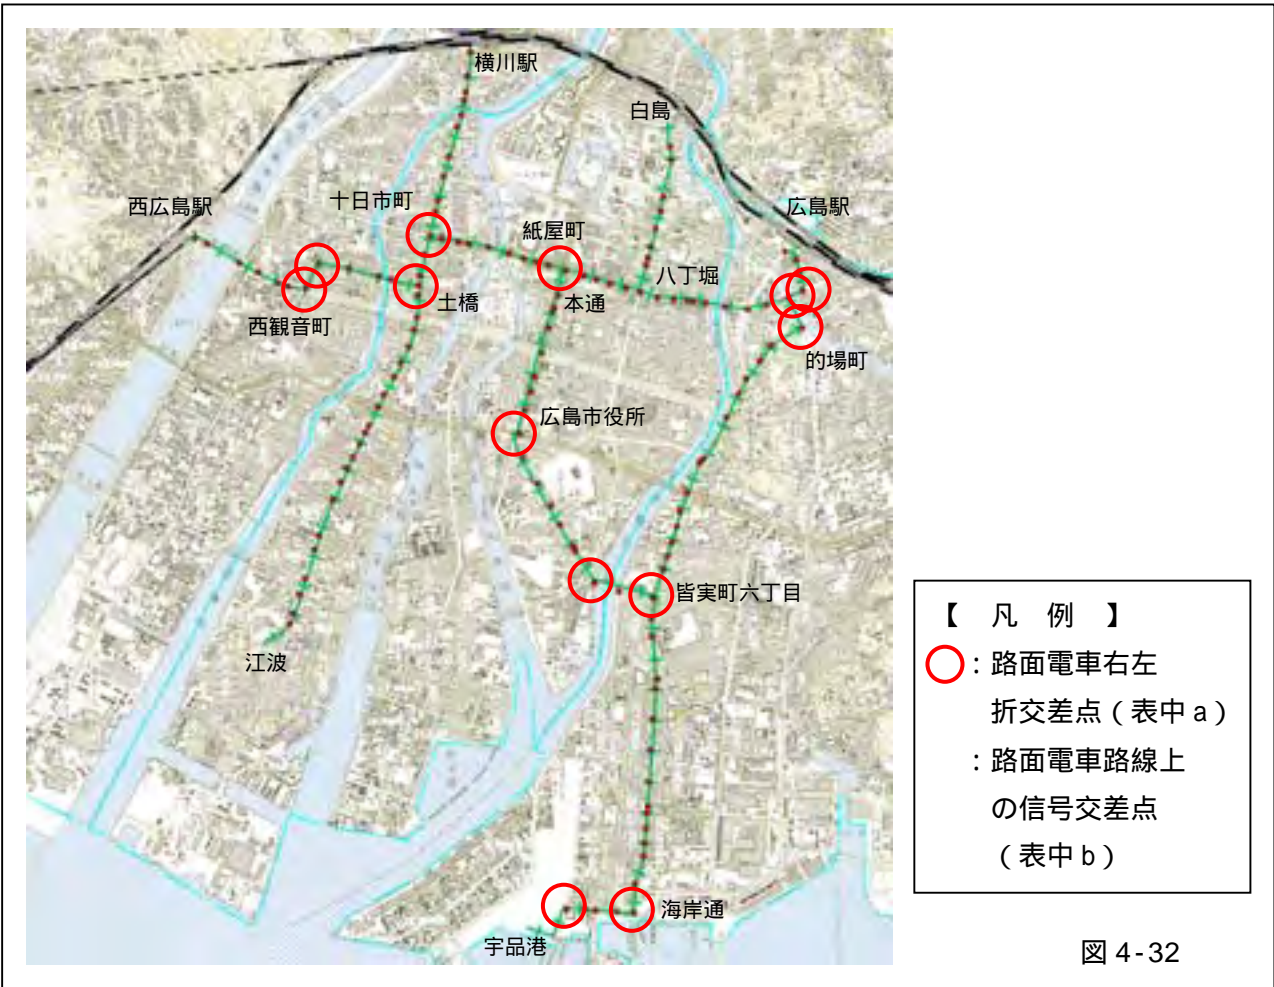 横川駅
白島
西広島駅
十日市町
紙屋町
広島駅
八丁堀
土橋
本通
西観音町
的場町
広島市役所
皆実町六丁目
江波
海岸通
宇品港
【 凡 例 】
：路面電車右左
折交差点（表中a）
：路面電車路線上
の信号交差点
（表中b）
図 4-32